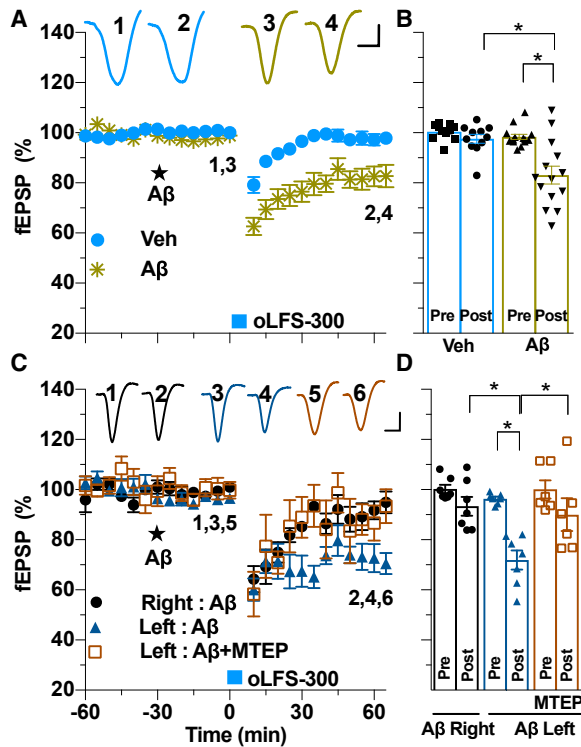 A
1 2 3 4
140
120
100
80
60
40
20
fEPSP (%
1,3
★
Aβ
2,4
Veh
Aβ
oLFS-300
B
*
*
Pre Post Pre Post
Veh Aβ
C
1 2 3 4 5 6
140
120
100
80
60
40
20
fEPSP (%
1,3,5
★
Aβ
2,4,6
Right : Aβ
Left : Aβ
Left : Aβ+MTEP
oLFS-300
-60 -30 0 30 60
Time (min)
D
* *
*
Pre Post Pre Post Pre Post
MTEP
Aβ Right Aβ Left